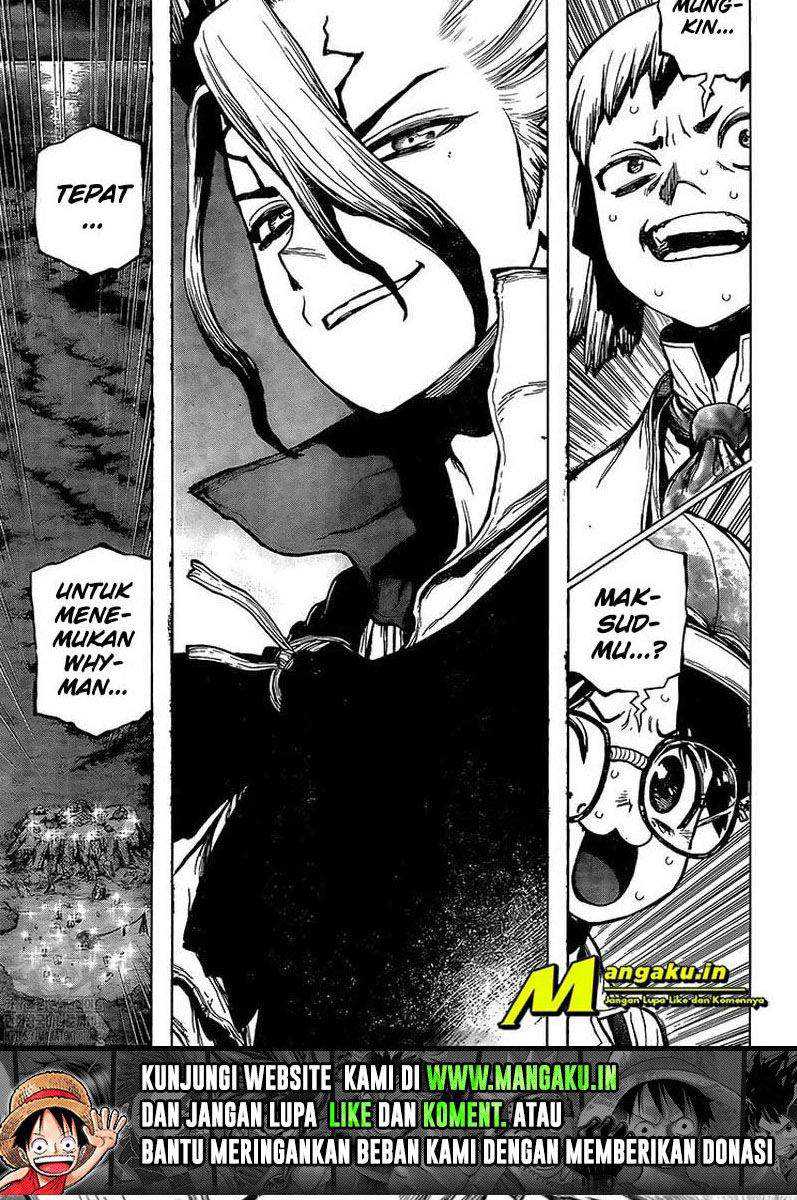 MUNG-
KIN...
MAK-
SUD-
MU...?
TEPAT
...
UNTUK
MENE-
MUKAN
WHY-
MAN...
Mangaku.in
Jangan Lupa Like dan Komennya
KUNJUNGI WEBSITE KAMI DI WWW.MANGAKU.IN
DAN JANGAN LUPA LIKE DAN KOMENT. ATAU
BANTU MERINGANKAN BEBAN KAMI DENGAN MEMBERIKAN DONASI